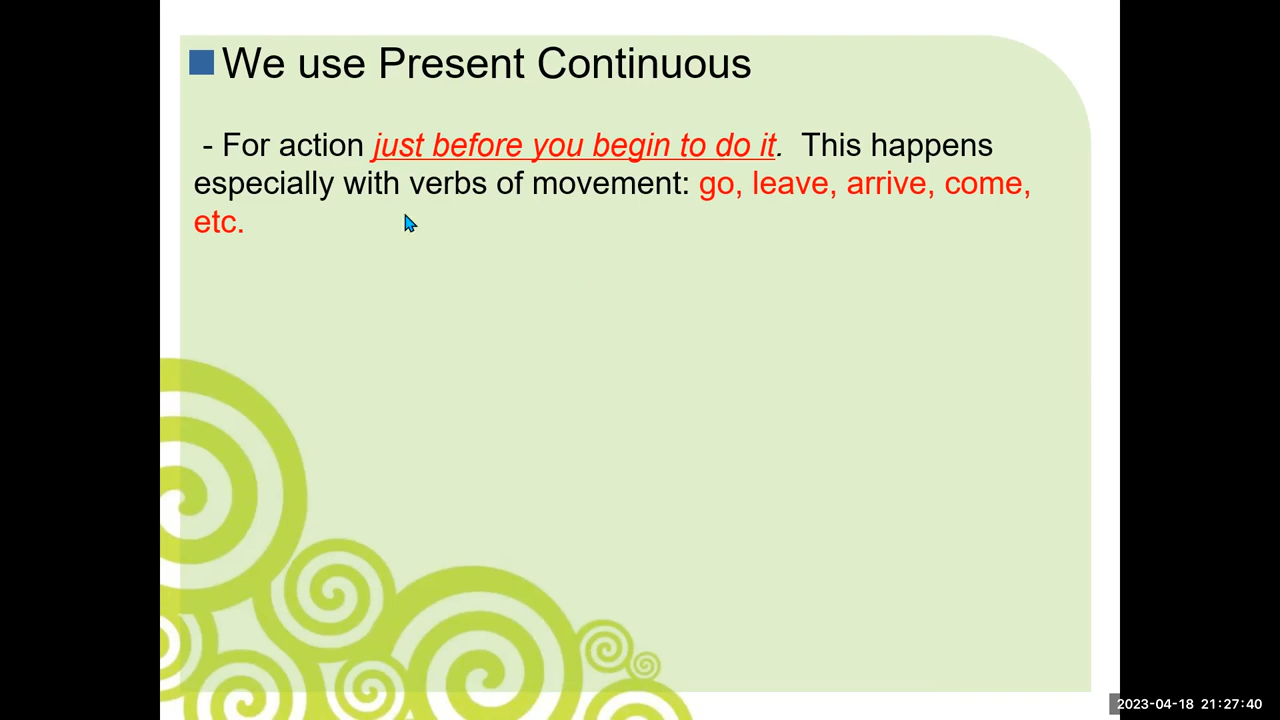 We use Present Continuous
- For action just before you begin to do it. This happens
especially with verbs of movement: go, leave, arrive, come,
etc.
2023-04-18 21:27:40